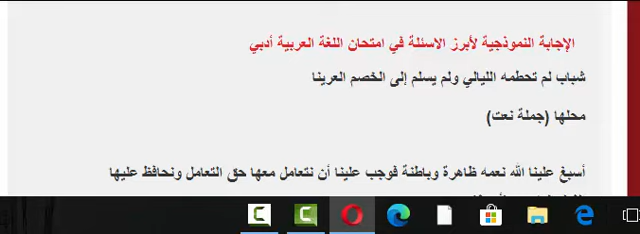 الإجابة النموذجية لأبرز الاسئلة في امتحان اللغة العربية أدبي
شباب لم تحطمه الليالي ولم يسلم إلى الخصم العرينا
محلها (جملة نعت)
أسبغ علينا الله نعمه ظاهرة وباطنة فوجب علينا أن نتعامل معها حق التعامل ونحافظ عليها